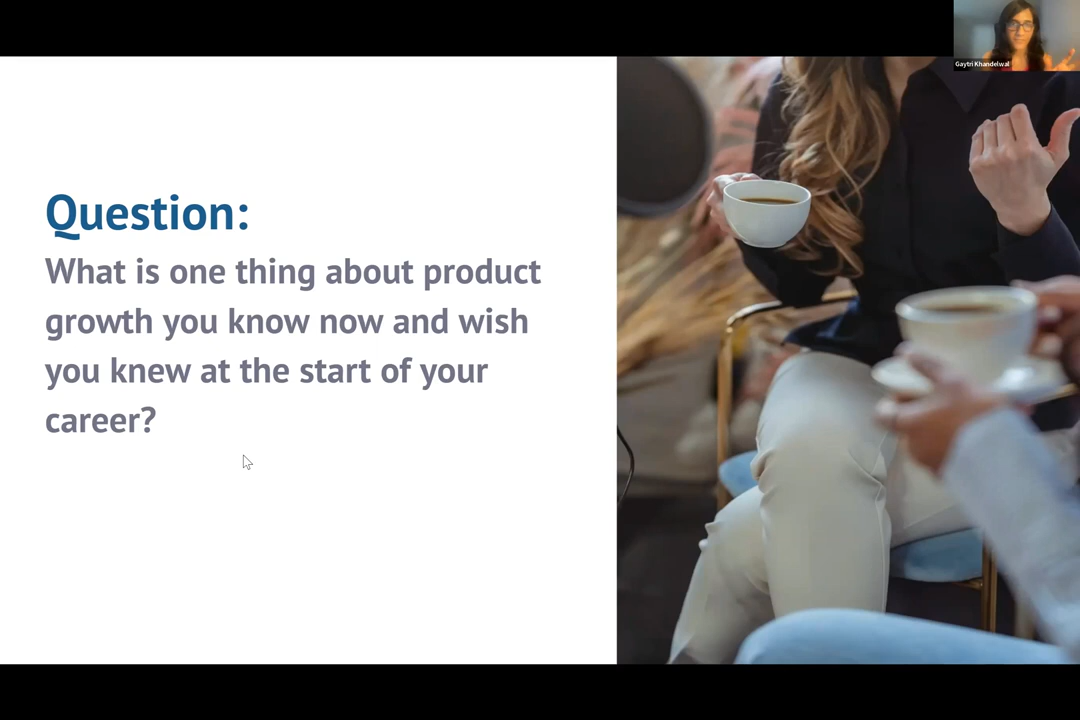 Gaytri Khandelwal
Question:
What is one thing about product
growth you know now and wish
you knew at the start of your
career?